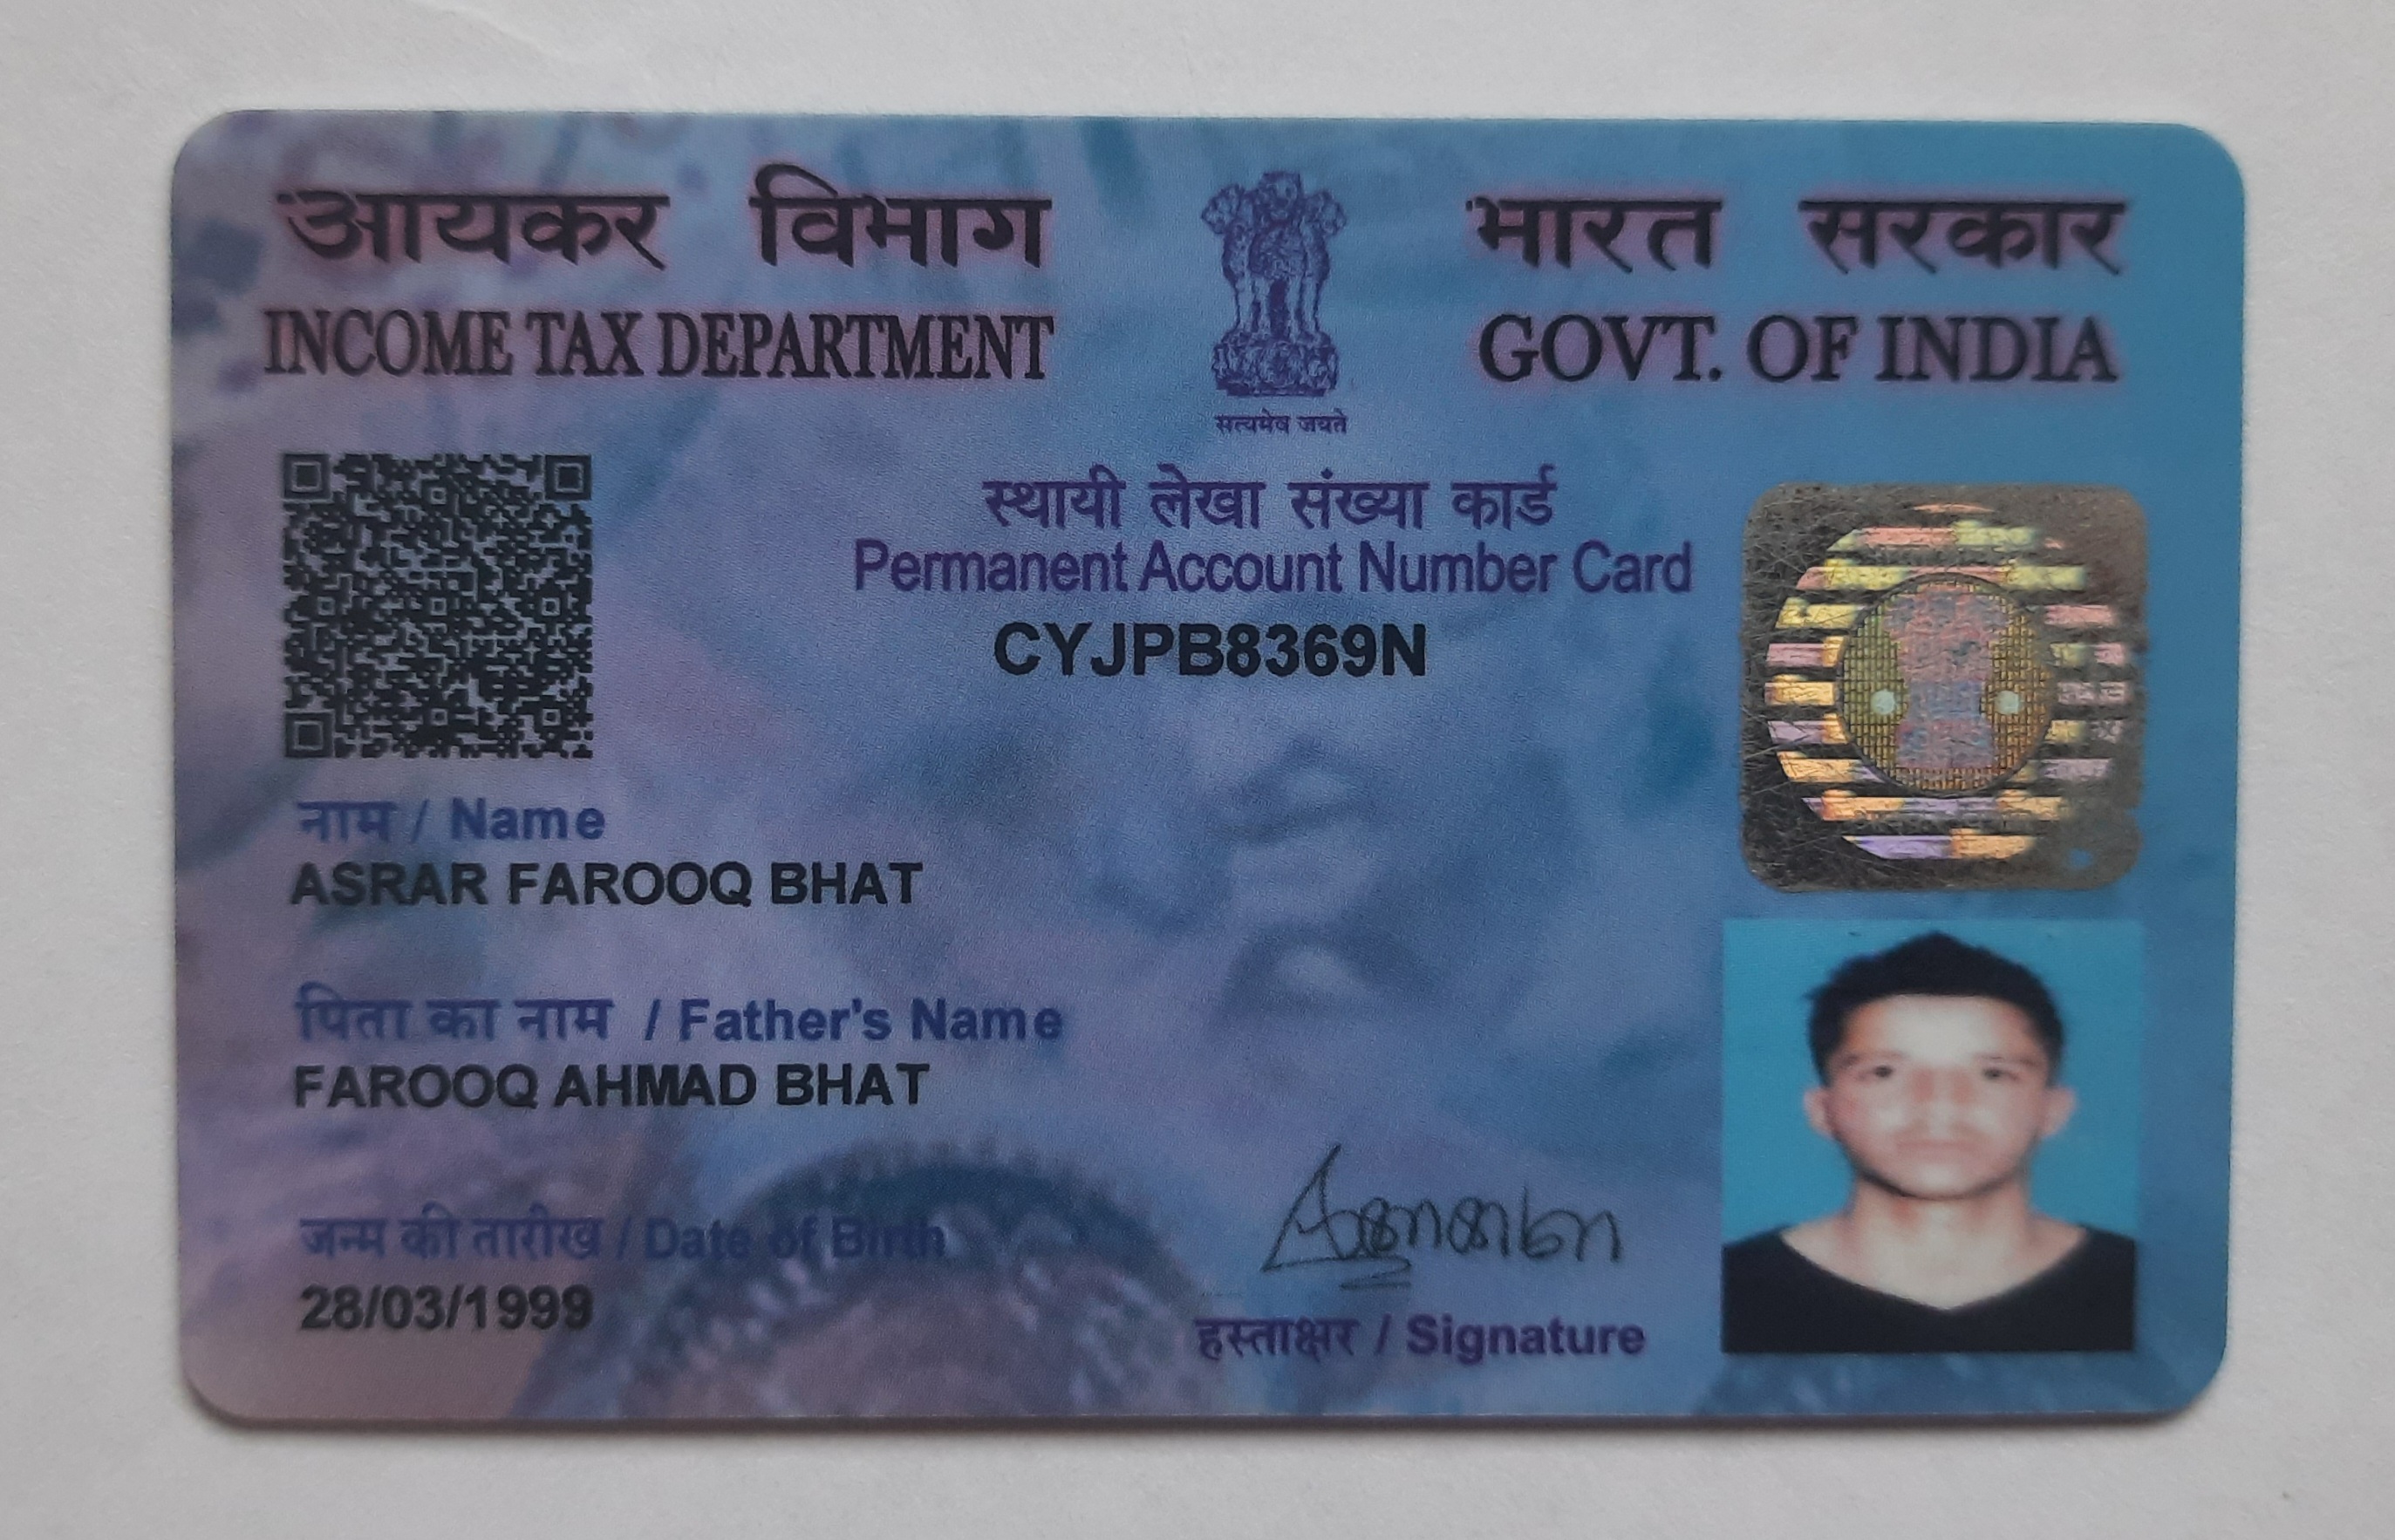 आयकर विभाग
INCOME TAX DEPARTMENT
सत्यमेव जयते
भारत सरकार
GOVT. OF INDIA
स्थायी लेखा संख्या कार्ड
Permanent Account Number Card
CYJPB8369N
नाम / Name
ASRAR FAROOQ BHAT
पिता का नाम / Father's Name
FAROOQ AHMAD BHAT
जन्म की तारीख / Date of Birth
28/03/1999
हस्ताक्षर / Signature